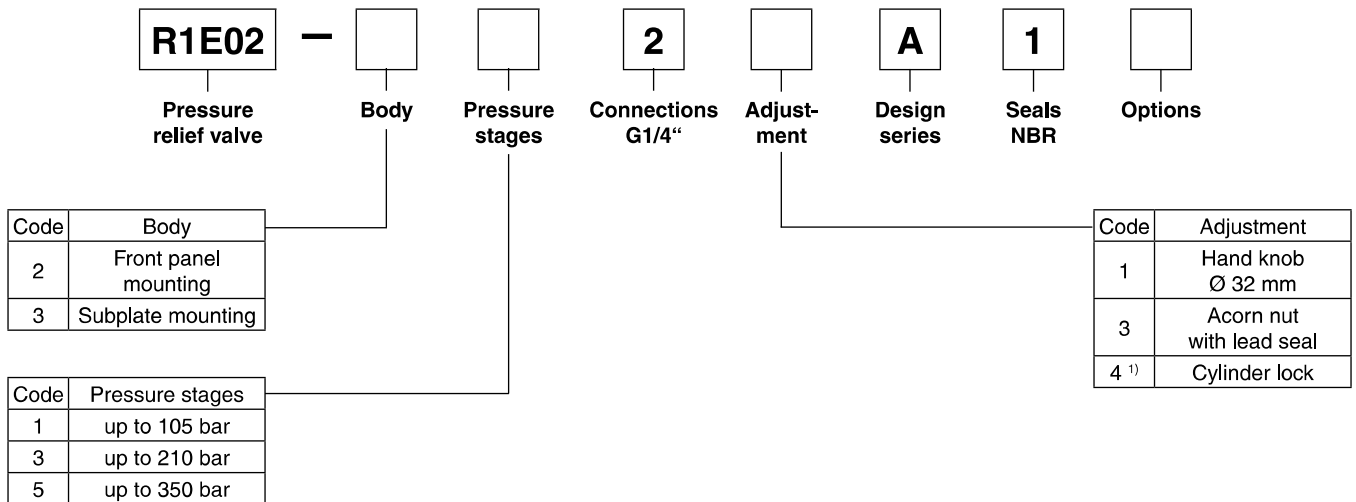 R1E02 – 2 A 1
Pressure relief valve
Body
Pressure stages
Connections G1/4“
Adjust-
ment
Design series
Seals NBR
Options
Code Body
2 Front panel mounting
3 Subplate mounting
Code Pressure stages
1 up to 105 bar
3 up to 210 bar
5 up to 350 bar
Code Adjustment
1 Hand knob Ø 32 mm
3 Acorn nut with lead seal
4 1) Cylinder lock